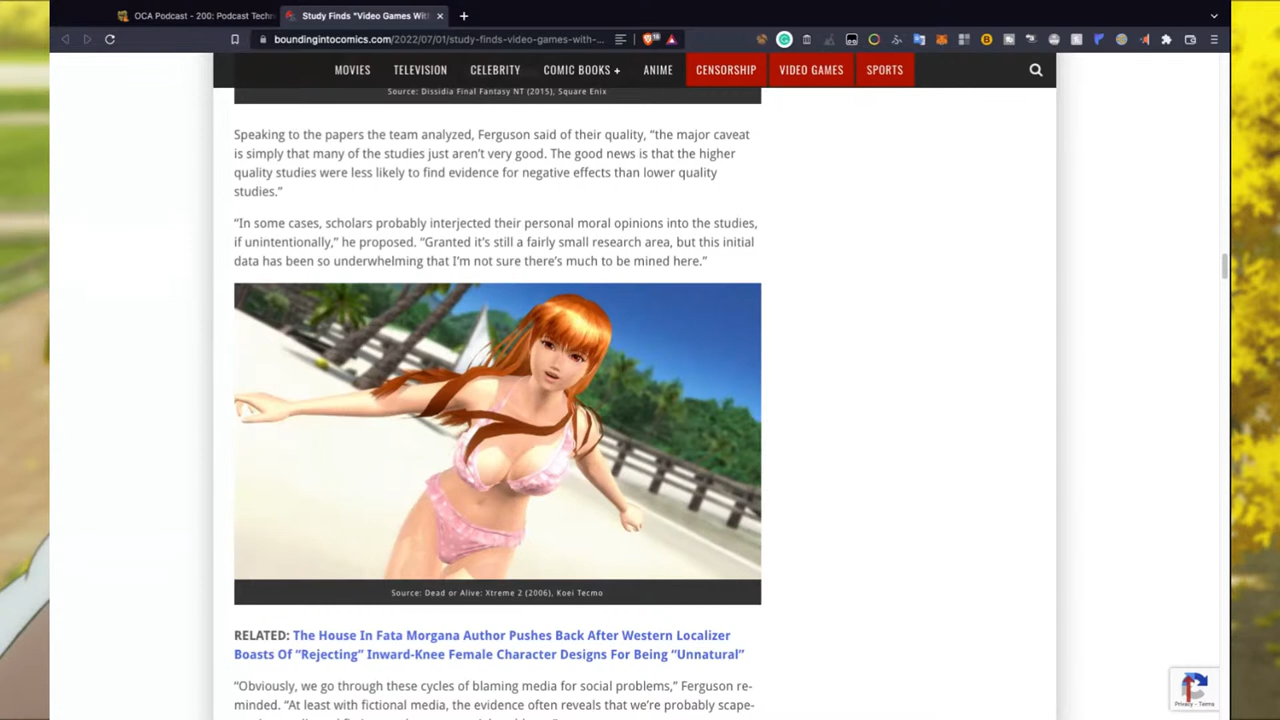 OCA Podcast - 200: Podcast Techn
Study Finds "Video Games With
boundingintocomics.com/2022/07/01/study-finds-video-games-with-...
MOVIES TELEVISION CELEBRITY COMIC BOOKS + ANIME CENSORSHIP VIDEO GAMES SPORTS
Source: Dissidia Final Fantasy NT (2015), Square Enix
Speaking to the papers the team analyzed, Ferguson said of their quality, “the major caveat
is simply that many of the studies just aren’t very good. The good news is that the higher
quality studies were less likely to find evidence for negative effects than lower quality
studies.”
“In some cases, scholars probably interjected their personal moral opinions into the studies,
if unintentionally,” he proposed. “Granted it’s still a fairly small research area, but this initial
data has been so underwhelming that I’m not sure there’s much to be mined here.”
Source: Dead or Alive: Xtreme 2 (2006), Koei Tecmo
RELATED: The House In Fata Morgana Author Pushes Back After Western Localizer
Boasts Of “Rejecting” Inward-Knee Female Character Designs For Being “Unnatural”
“Obviously, we go through these cycles of blaming media for social problems,” Ferguson re-
minded. “At least with fictional media, the evidence often reveals that we’re probably scape-
Privacy - Terms